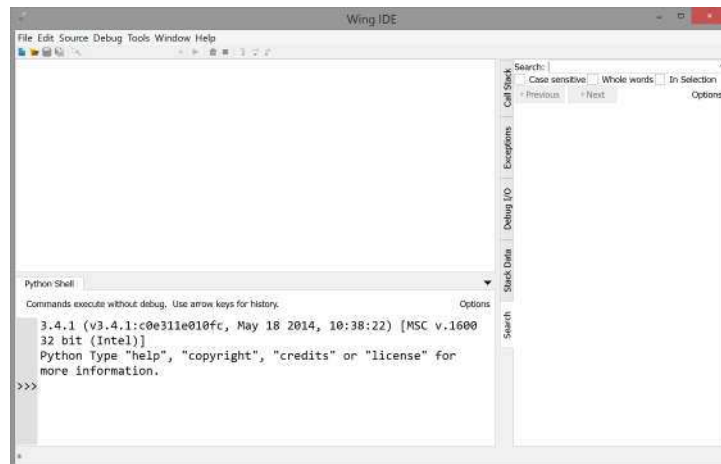 Wing IDE
File Edit Source Debug Tools Window Help
Search:
Case sensitive Whole words In Selection
Previous Next Options
Call Stack
Exceptions
Debug I/O
Stack Data
Search
Python Shell
Commands execute without debug. Use arrow keys for history. Options
3.4.1 (v3.4.1:c0e311e010fc, May 18 2014, 10:38:22) [MSC v.1600
32 bit (Intel)]
Python Type "help", "copyright", "credits" or "license" for
more information.
>>>